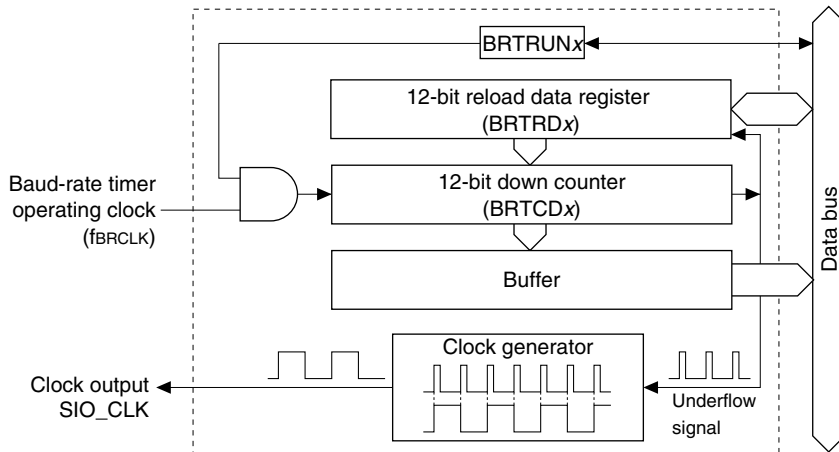 BRTRUNx
12-bit reload data register
(BRTRDx)
Baud-rate timer
operating clock
(fBRCLK)
12-bit down counter
(BRTCDx)
Buffer
Data bus
Clock generator
Clock output
SIO_CLK
Underflow
signal